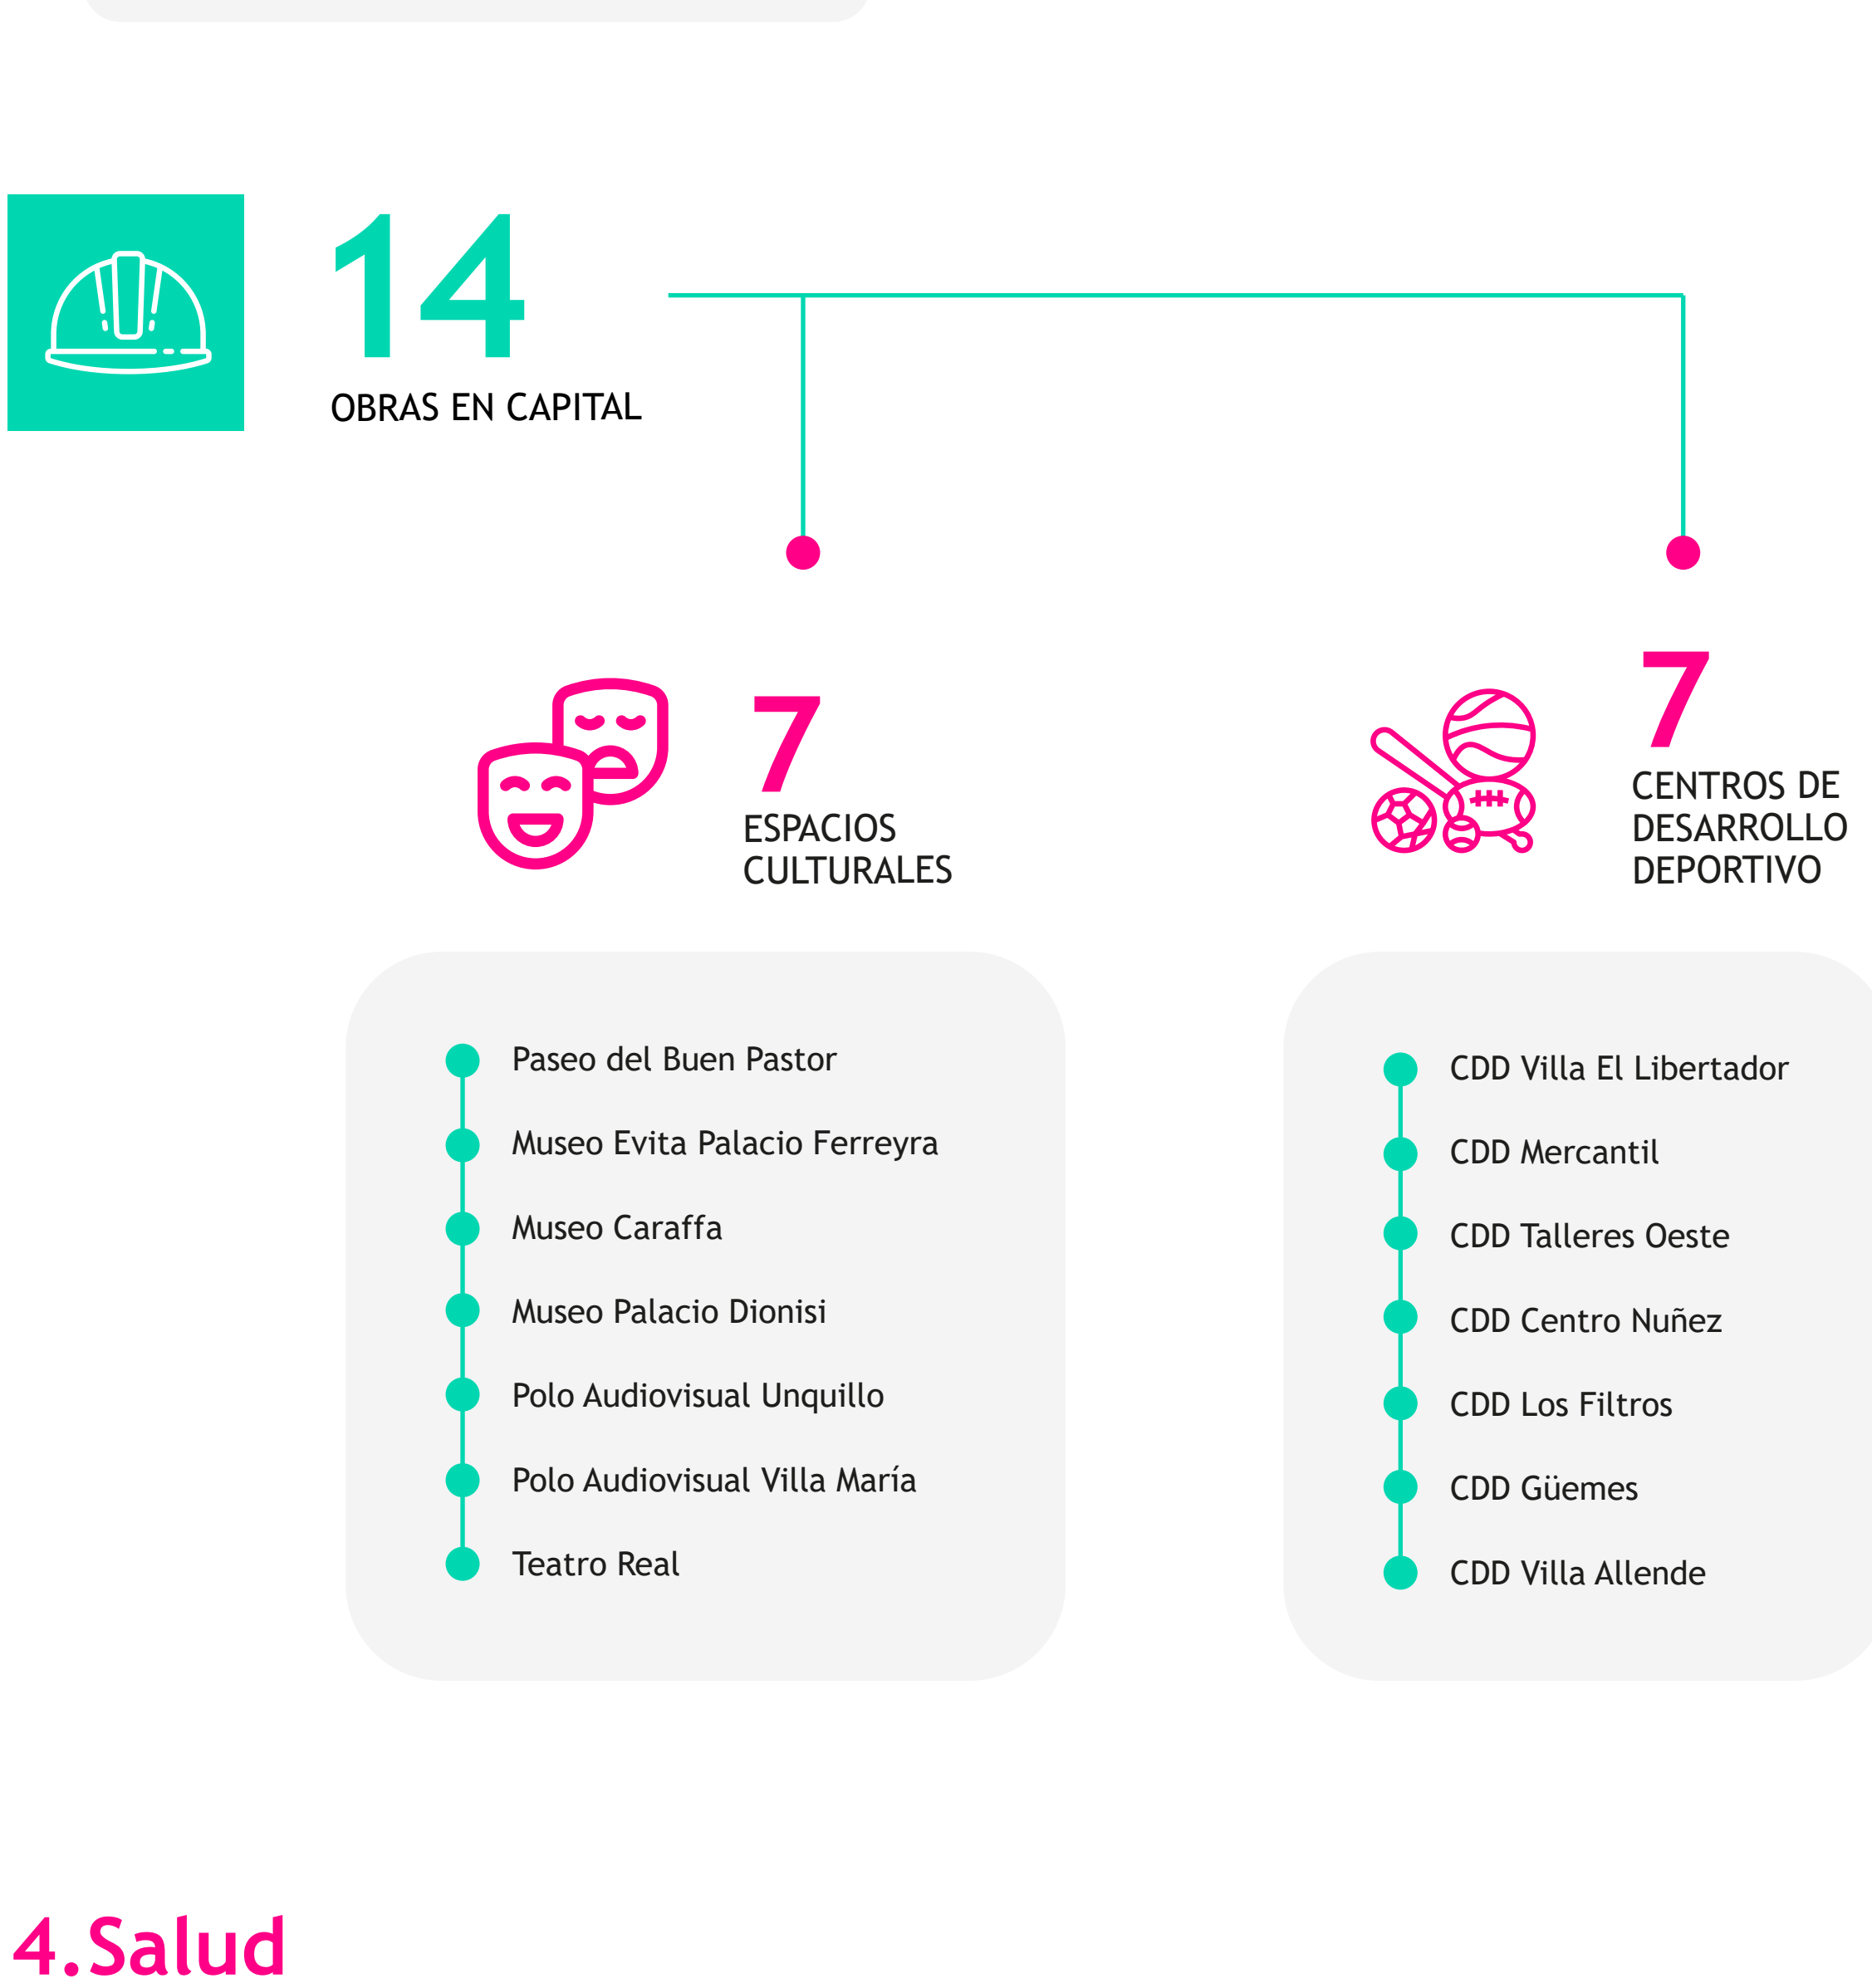 14
OBRAS EN CAPITAL
7
ESPACIOS
CULTURALES
7
CENTROS DE
DESARROLLO
DEPORTIVO
Paseo del Buen Pastor
Museo Evita Palacio Ferreyra
Museo Caraffa
Museo Palacio Dionisi
Polo Audiovisual Unquillo
Polo Audiovisual Villa María
Teatro Real
CDD Villa El Libertador
CDD Mercantil
CDD Talleres Oeste
CDD Centro Nuñez
CDD Los Filtros
CDD Güemes
CDD Villa Allende
4.Salud